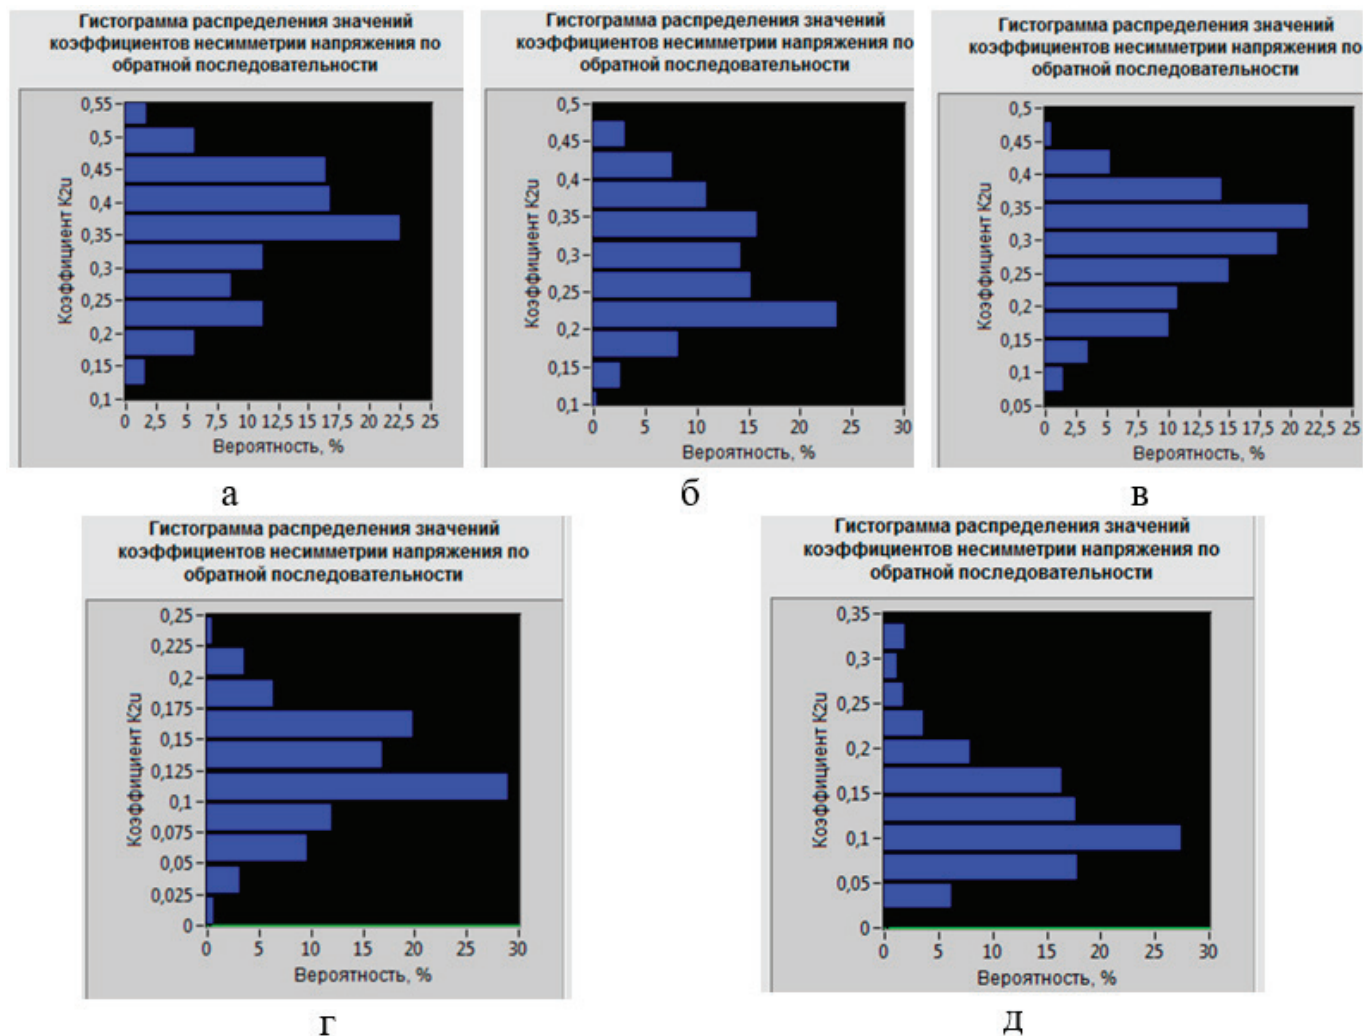 Гистограмма распределения значений
коэффициентов несимметрии напряжения по
обратной последовательности
Коэффициент K2u
0,55
0,5
0,45
0,4
0,35
0,3
0,25
0,2
0,15
0,1
0 2,5 5 7,5 10 12,5 15 17,5 20 22,5 25
Вероятность, %
а
Гистограмма распределения значений
коэффициентов несимметрии напряжения по
обратной последовательности
Коэффициент K2u
0,5
0,45
0,4
0,35
0,3
0,25
0,2
0,15
0,1
0 5 10 15 20 25 30
Вероятность, %
б
Гистограмма распределения значений
коэффициентов несимметрии напряжения по
обратной последовательности
Коэффициент K2u
0,5
0,45
0,4
0,35
0,3
0,25
0,2
0,15
0,1
0,05
0 2,5 5 7,5 10 12,5 15 17,5 20 22,5 25
Вероятность, %
в
Гистограмма распределения значений
коэффициентов несимметрии напряжения по
обратной последовательности
Коэффициент K2u
0,25
0,225
0,2
0,175
0,15
0,125
0,1
0,075
0,05
0,025
0
0 5 10 15 20 25 30
Вероятность, %
г
Гистограмма распределения значений
коэффициентов несимметрии напряжения по
обратной последовательности
Коэффициент K2u
0,35
0,3
0,25
0,2
0,15
0,1
0,05
0
0 5 10 15 20 25 30
Вероятность, %
д